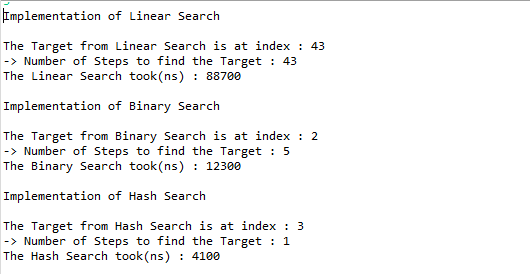 Implementation of Linear Search
The Target from Linear Search is at index : 43
-> Number of Steps to find the Target : 43
The Linear Search took(ns) : 88700
Implementation of Binary Search
The Target from Binary Search is at index : 2
-> Number of Steps to find the Target : 5
The Binary Search took(ns) : 12300
Implementation of Hash Search
The Target from Hash Search is at index : 3
-> Number of Steps to find the Target : 1
The Hash Search took(ns) : 4100